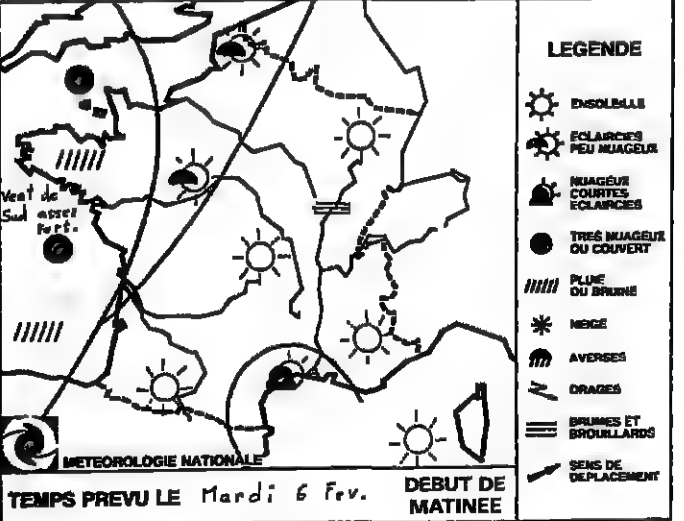 Vent de
Sud assez
Fort.
METEOROLOGIE NATIONALE
TEMPS PREVU LE Mardi 6 Fev.
DEBUT DE
MATINEE
LEGENDE
ENSOLEILLE
ECLAIRCIES
PEU NUAGEUX
NUAGEUX
COURTES
ECLAIRCIES
TRES NUAGEUX
OU COUVERT
PLUIE
OU BRUINE
NEIGE
AVERSES
ORAGES
BRUMES ET
BROUILLARDS
SENS DE
DEPLACEMENT